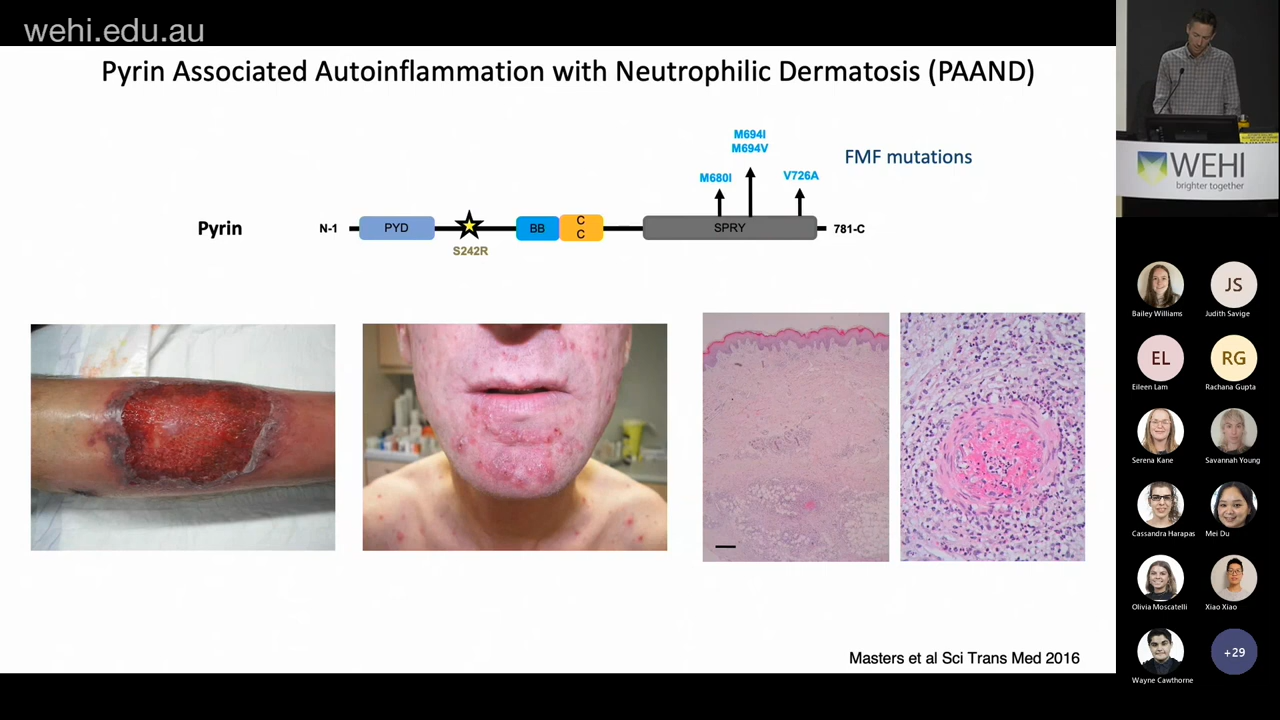 wehi.edu.au
Pyrin Associated Autoinflammation with Neutrophilic Dermatosis (PAAND)
M694I
M694V
FMF mutations
M680I
V726A
Pyrin
N-1
PYD
BB
C
C
SPRY
781-C
S242R
Masters et al Sci Trans Med 2016
WEHI
brighter together
JS
Bailey Williams
Judith Savige
EL
RG
Eileen Lam
Rachana Gupta
Serena Kane
Savannah Young
Cassandra Harapas
Mei Du
Olivia Moscatelli
Xiao Xiao
+29
Wayne Cawthorne